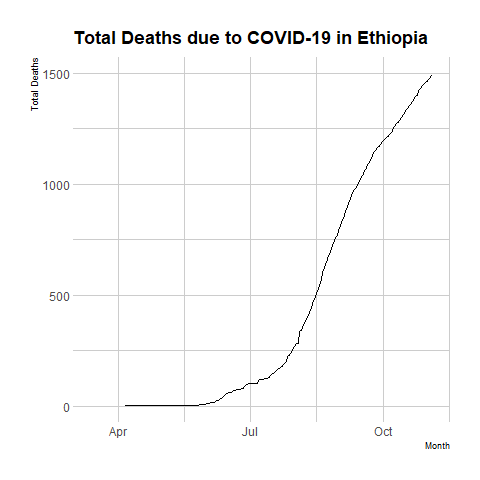 Total Deaths due to COVID-19 in Ethiopia
Total Deaths
1500
1000
500
0
Apr Jul Oct
Month